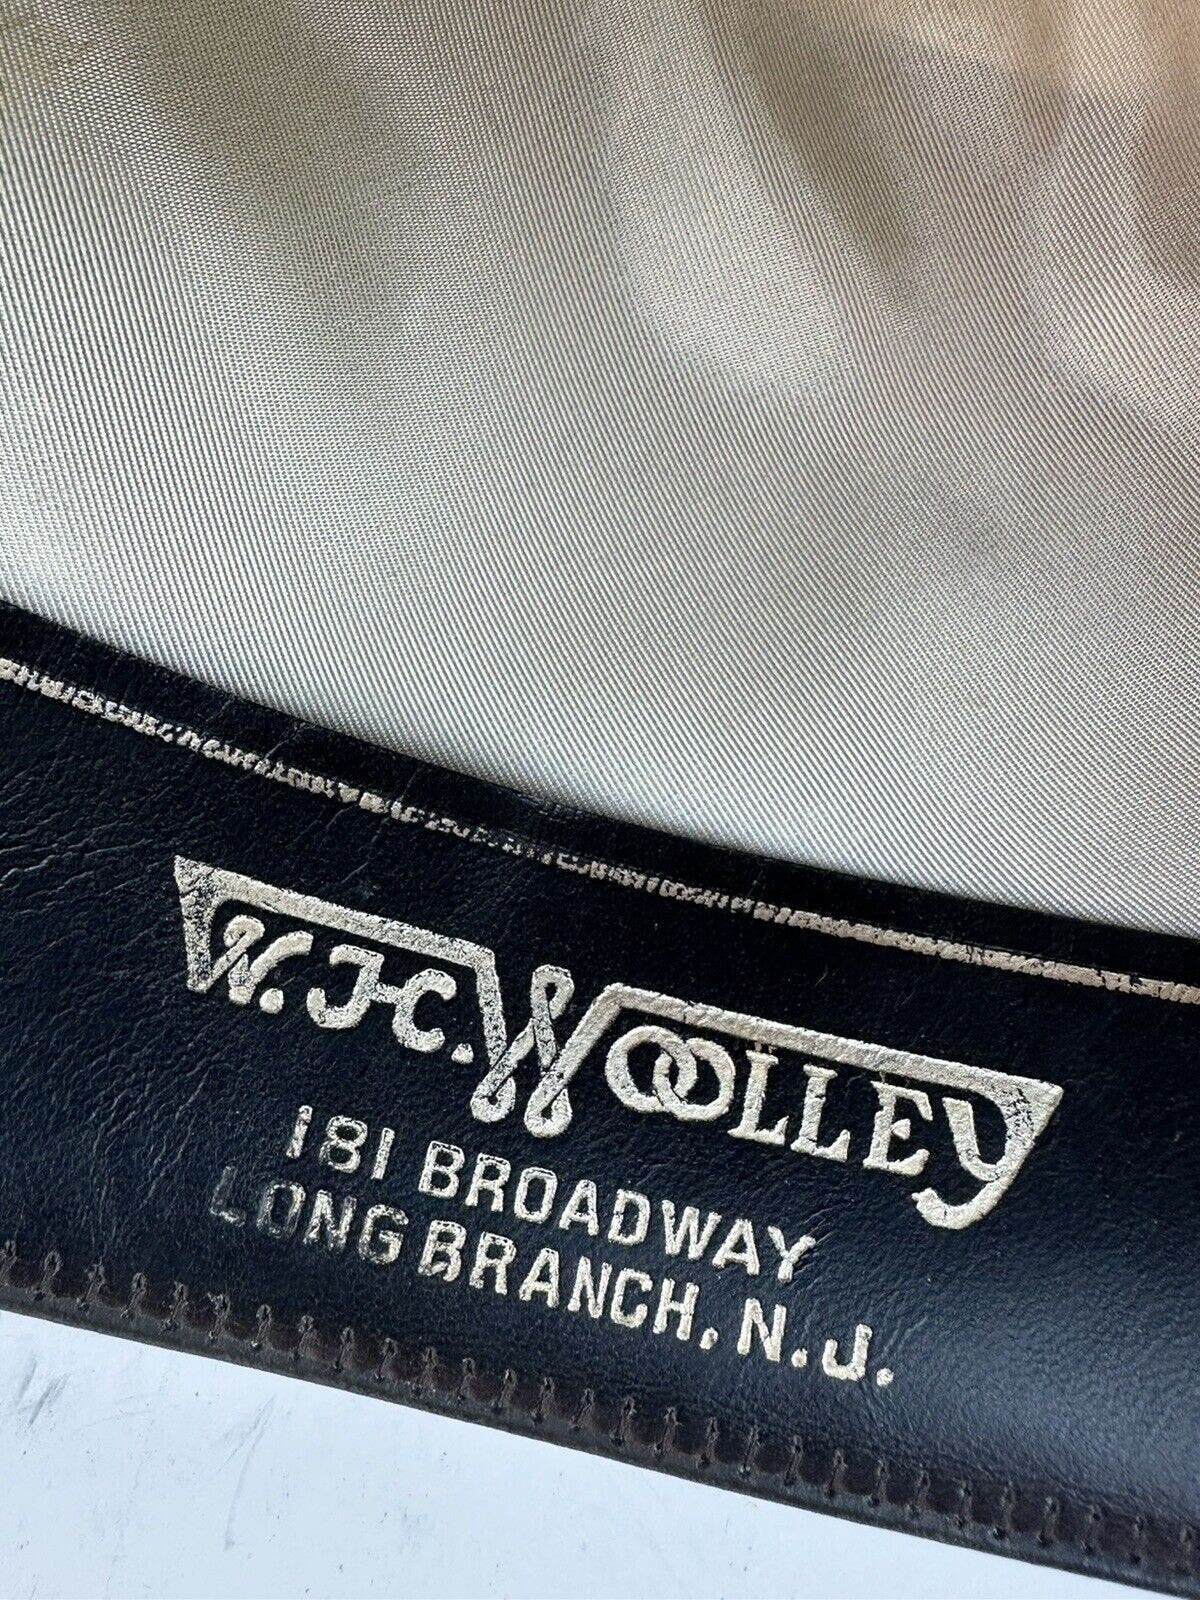 W. J. C. WOOLLEY
181 BROADWAY
LONG BRANCH, N.J.